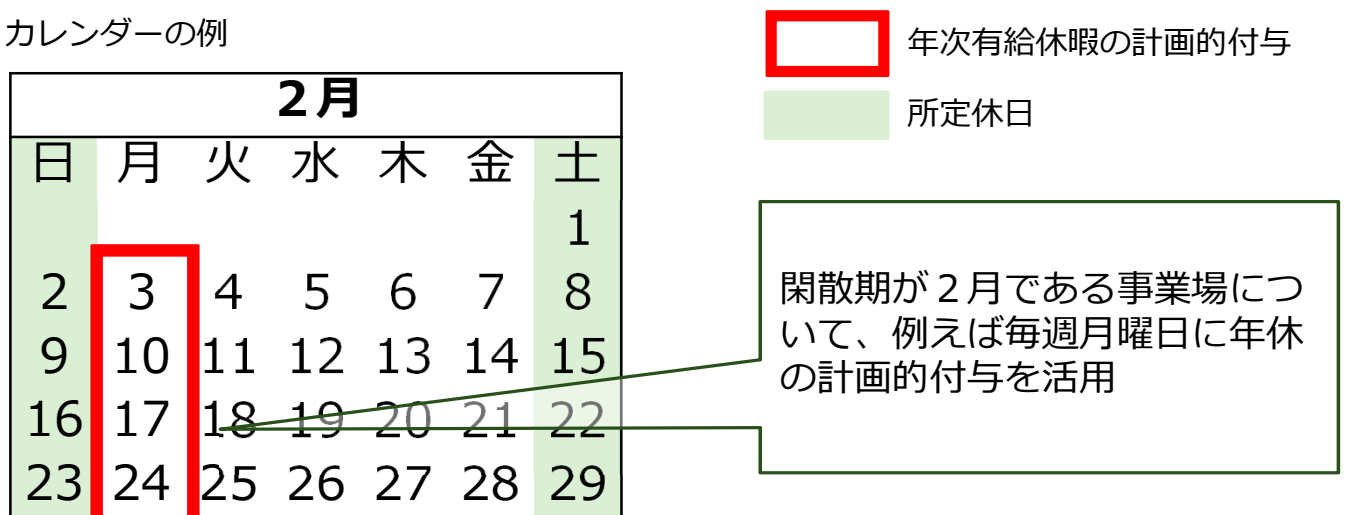 カレンダーの例
年次有給休暇の計画的付与
所定休日
２月
日 月 火 水 木 金 土
1
2 3 4 5 6 7 8
9 10 11 12 13 14 15
16 17 18 19 20 21 22
23 24 25 26 27 28 29
閑散期が２月である事業場につ
いて、例えば毎週月曜日に年休
の計画的付与を活用